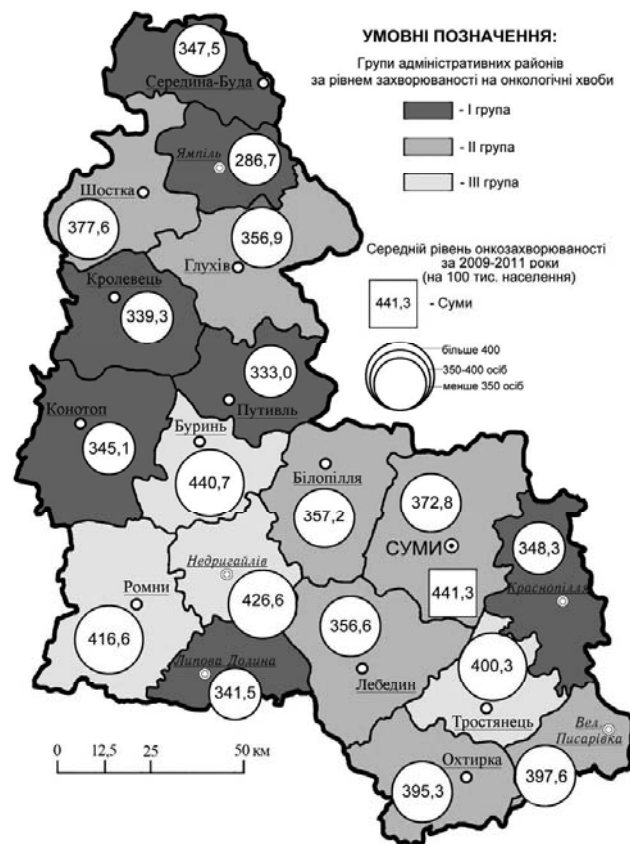 УМОВНІ ПОЗНАЧЕННЯ:
Групи адміністративних районів
за рівнем захворюваності на онкологічні хвоби
- І група
- ІІ група
- ІІІ група
Середній рівень онкозахворюваності
за 2009-2011 роки
(на 100 тис. населення)
441,3 - Суми
більше 400
350-400 осіб
менше 350 осіб
347,5
Середина-Буда
286,7
Ямпіль
Шостка
377,6
356,9
Глухів
Кролевець
339,3
333,0
Путивль
Конотоп
345,1
Буринь
440,7
Білопілля
357,2
372,8
СУМИ
441,3
348,3
Краснопілля
Недригайлів
426,6
Ромни
416,6
356,6
Лебедин
400,3
Тростянець
Липова Долина
341,5
Вел.
Писарівка
397,6
Охтирка
395,3
0 12,5 25 50 км